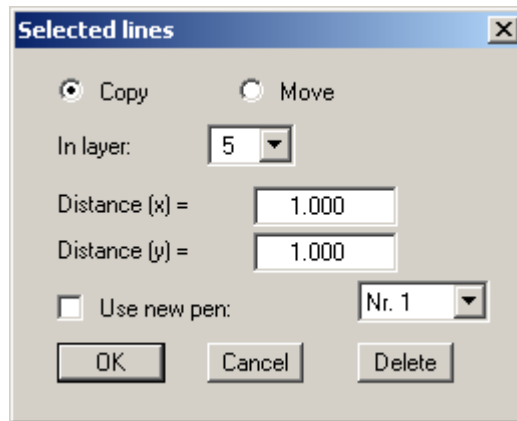 Selected lines
Copy Move
In layer: 5
Distance (x) = 1.000
Distance (y) = 1.000
Use new pen: Nr. 1
OK Cancel Delete